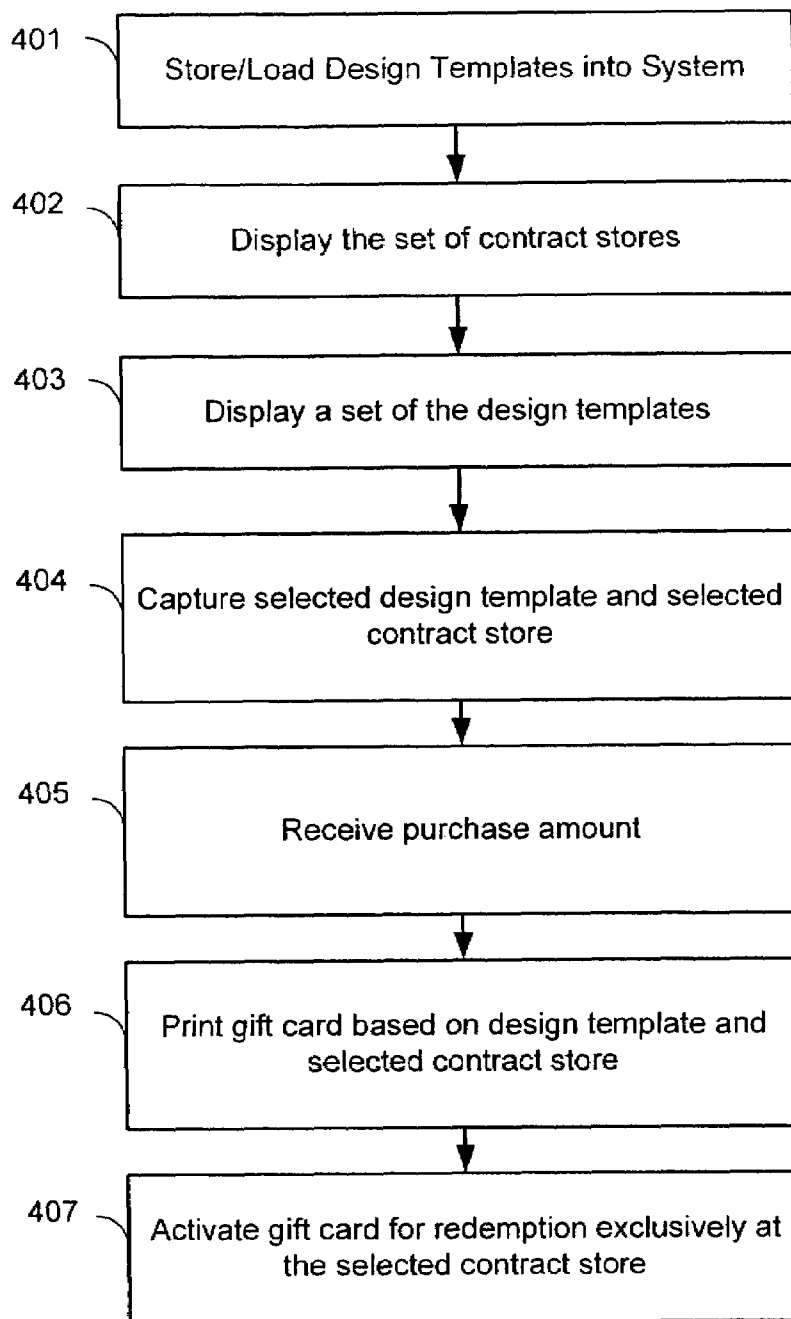 401
Store/Load Design Templates into System
402
Display the set of contract stores
403
Display a set of the design templates
404
Capture selected design template and selected
contract store
405
Receive purchase amount
406
Print gift card based on design template and
selected contract store
407
Activate gift card for redemption exclusively at
the selected contract store